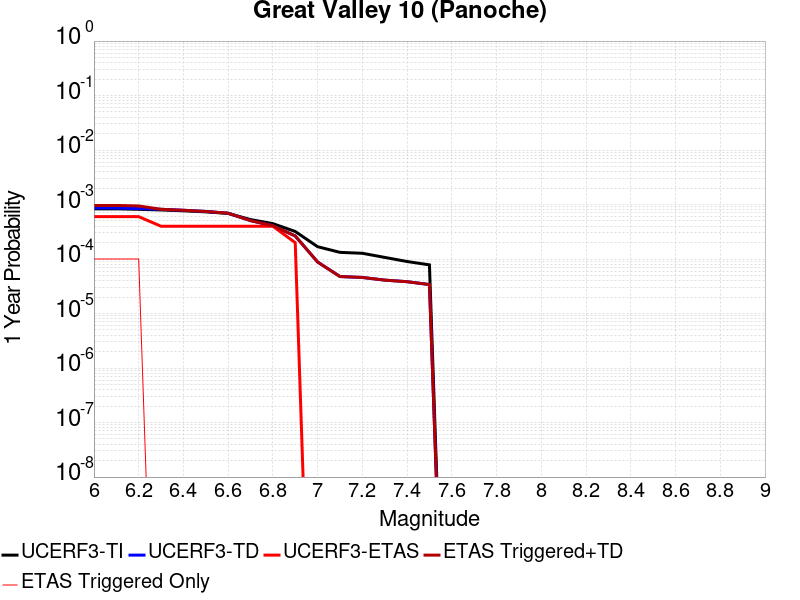 Great Valley 10 (Panoche)
10^0
10^-1
10^-2
10^-3
10^-4
10^-5
10^-6
10^-7
10^-8
1 Year Probability
6 6.2 6.4 6.6 6.8 7 7.2 7.4 7.6 7.8 8 8.2 8.4 8.6 8.8 9
Magnitude
UCERF3-TI UCERF3-TD UCERF3-ETAS ETAS Triggered+TD
ETAS Triggered Only